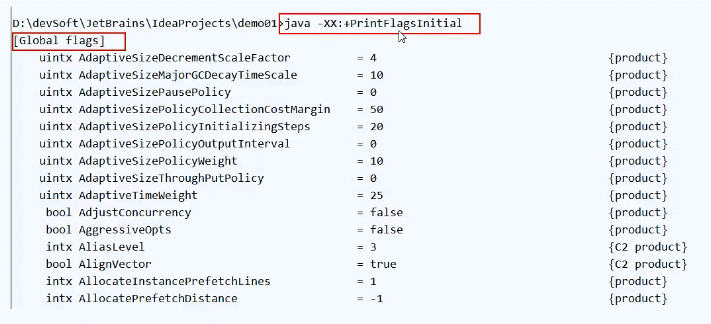 D:\devSoft\JetBrains\IdeaProjects\demo01>java -XX:+PrintFlagsInitial
[Global flags]
uintx AdaptiveSizeDecrementScaleFactor = 4 {product}
uintx AdaptiveSizeMajorGCDecayTimeScale = 10 {product}
uintx AdaptiveSizePausePolicy = 0 {product}
uintx AdaptiveSizePolicyCollectionCostMargin = 50 {product}
uintx AdaptiveSizePolicyInitializingSteps = 20 {product}
uintx AdaptiveSizePolicyOutputInterval = 0 {product}
uintx AdaptiveSizePolicyWeight = 10 {product}
uintx AdaptiveSizeThroughPutPolicy = 0 {product}
uintx AdaptiveTimeWeight = 25 {product}
bool AdjustConcurrency = false {product}
bool AggressiveOpts = false {product}
intx AliasLevel = 3 {C2 product}
bool AlignVector = true {C2 product}
intx AllocateInstancePrefetchLines = 1 {product}
intx AllocatePrefetchDistance = -1 {product}